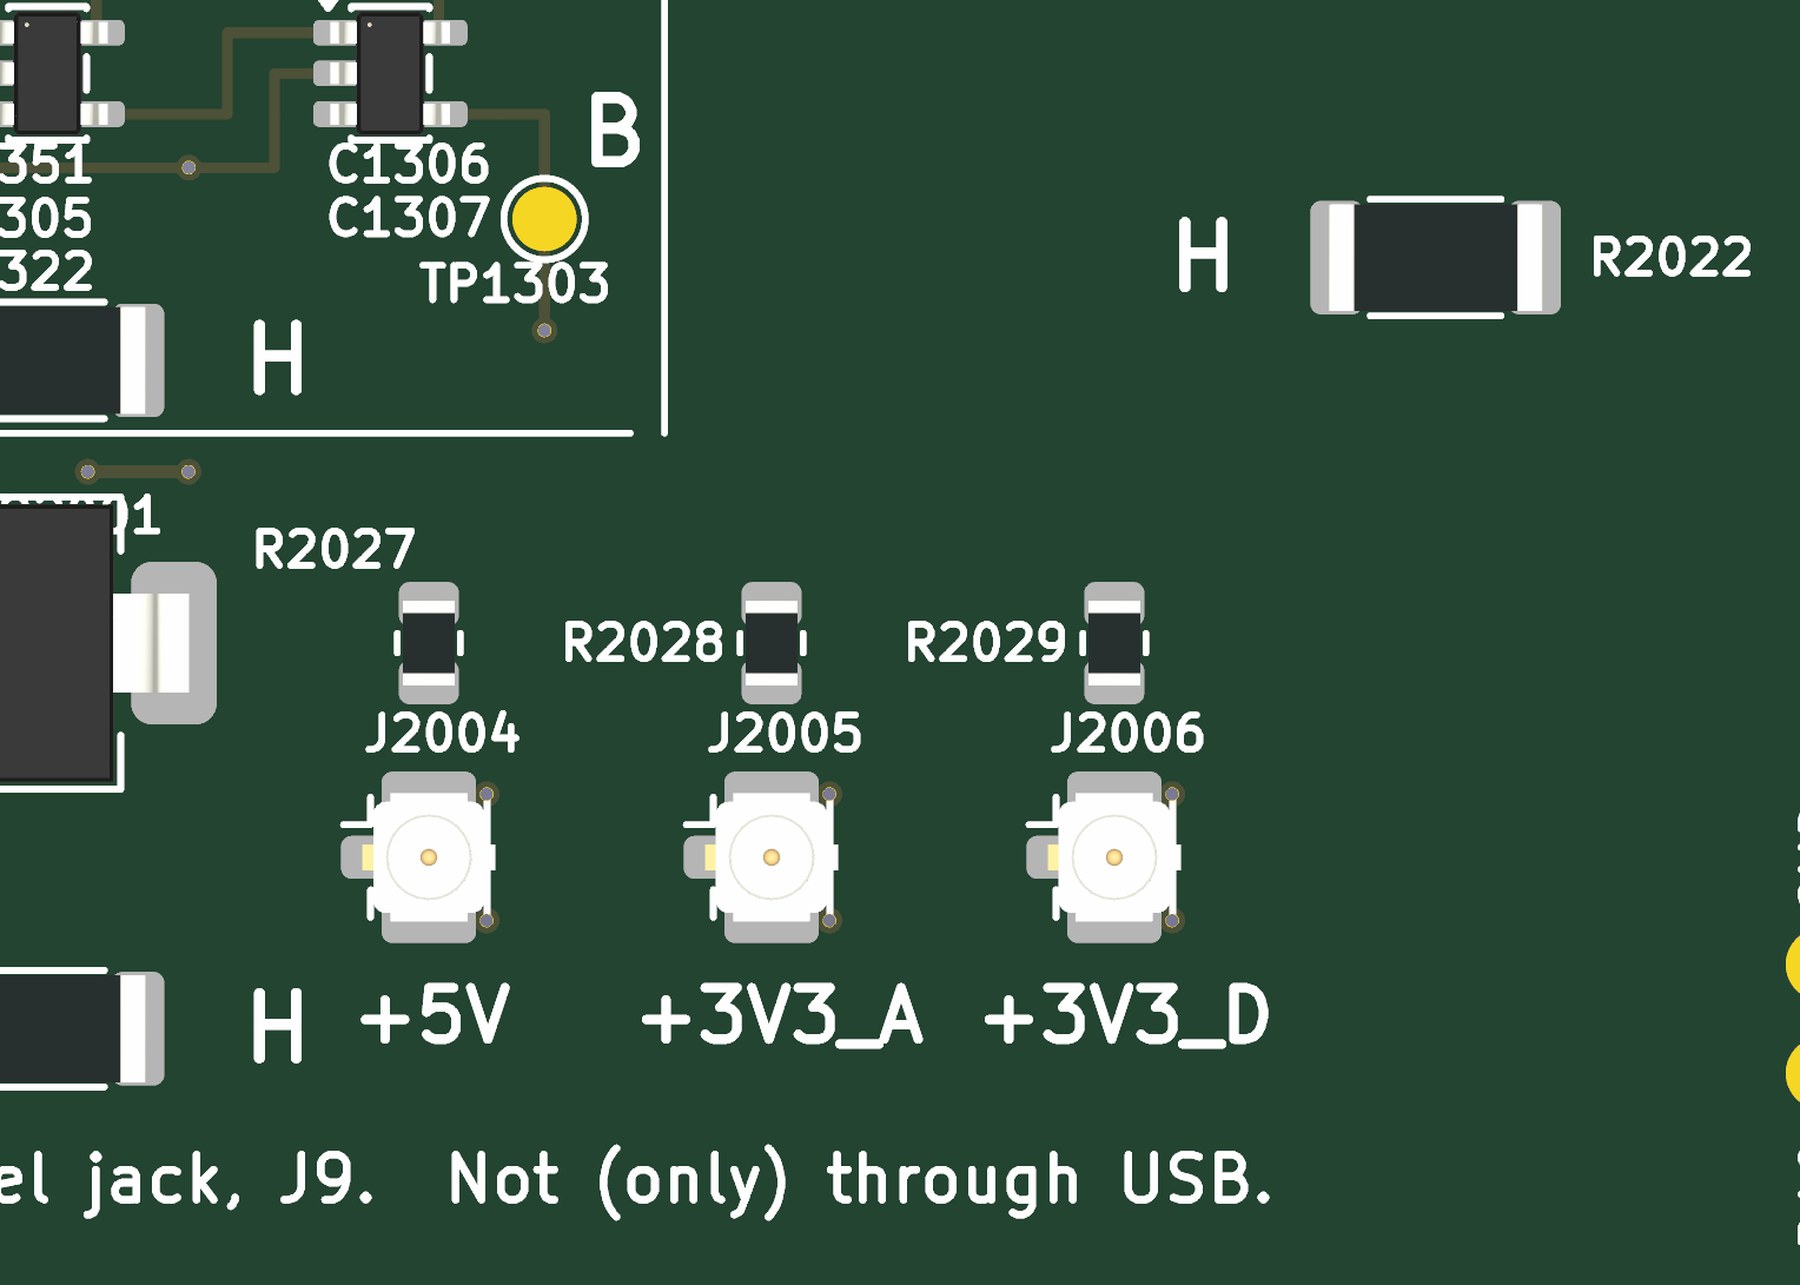 B
351 C1306
305 C1307
322 TP1303
H
H R2022
R2027
R2028 R2029
J2004 J2005 J2006
H +5V +3V3_A +3V3_D
jack, J9. Not (only) through USB.